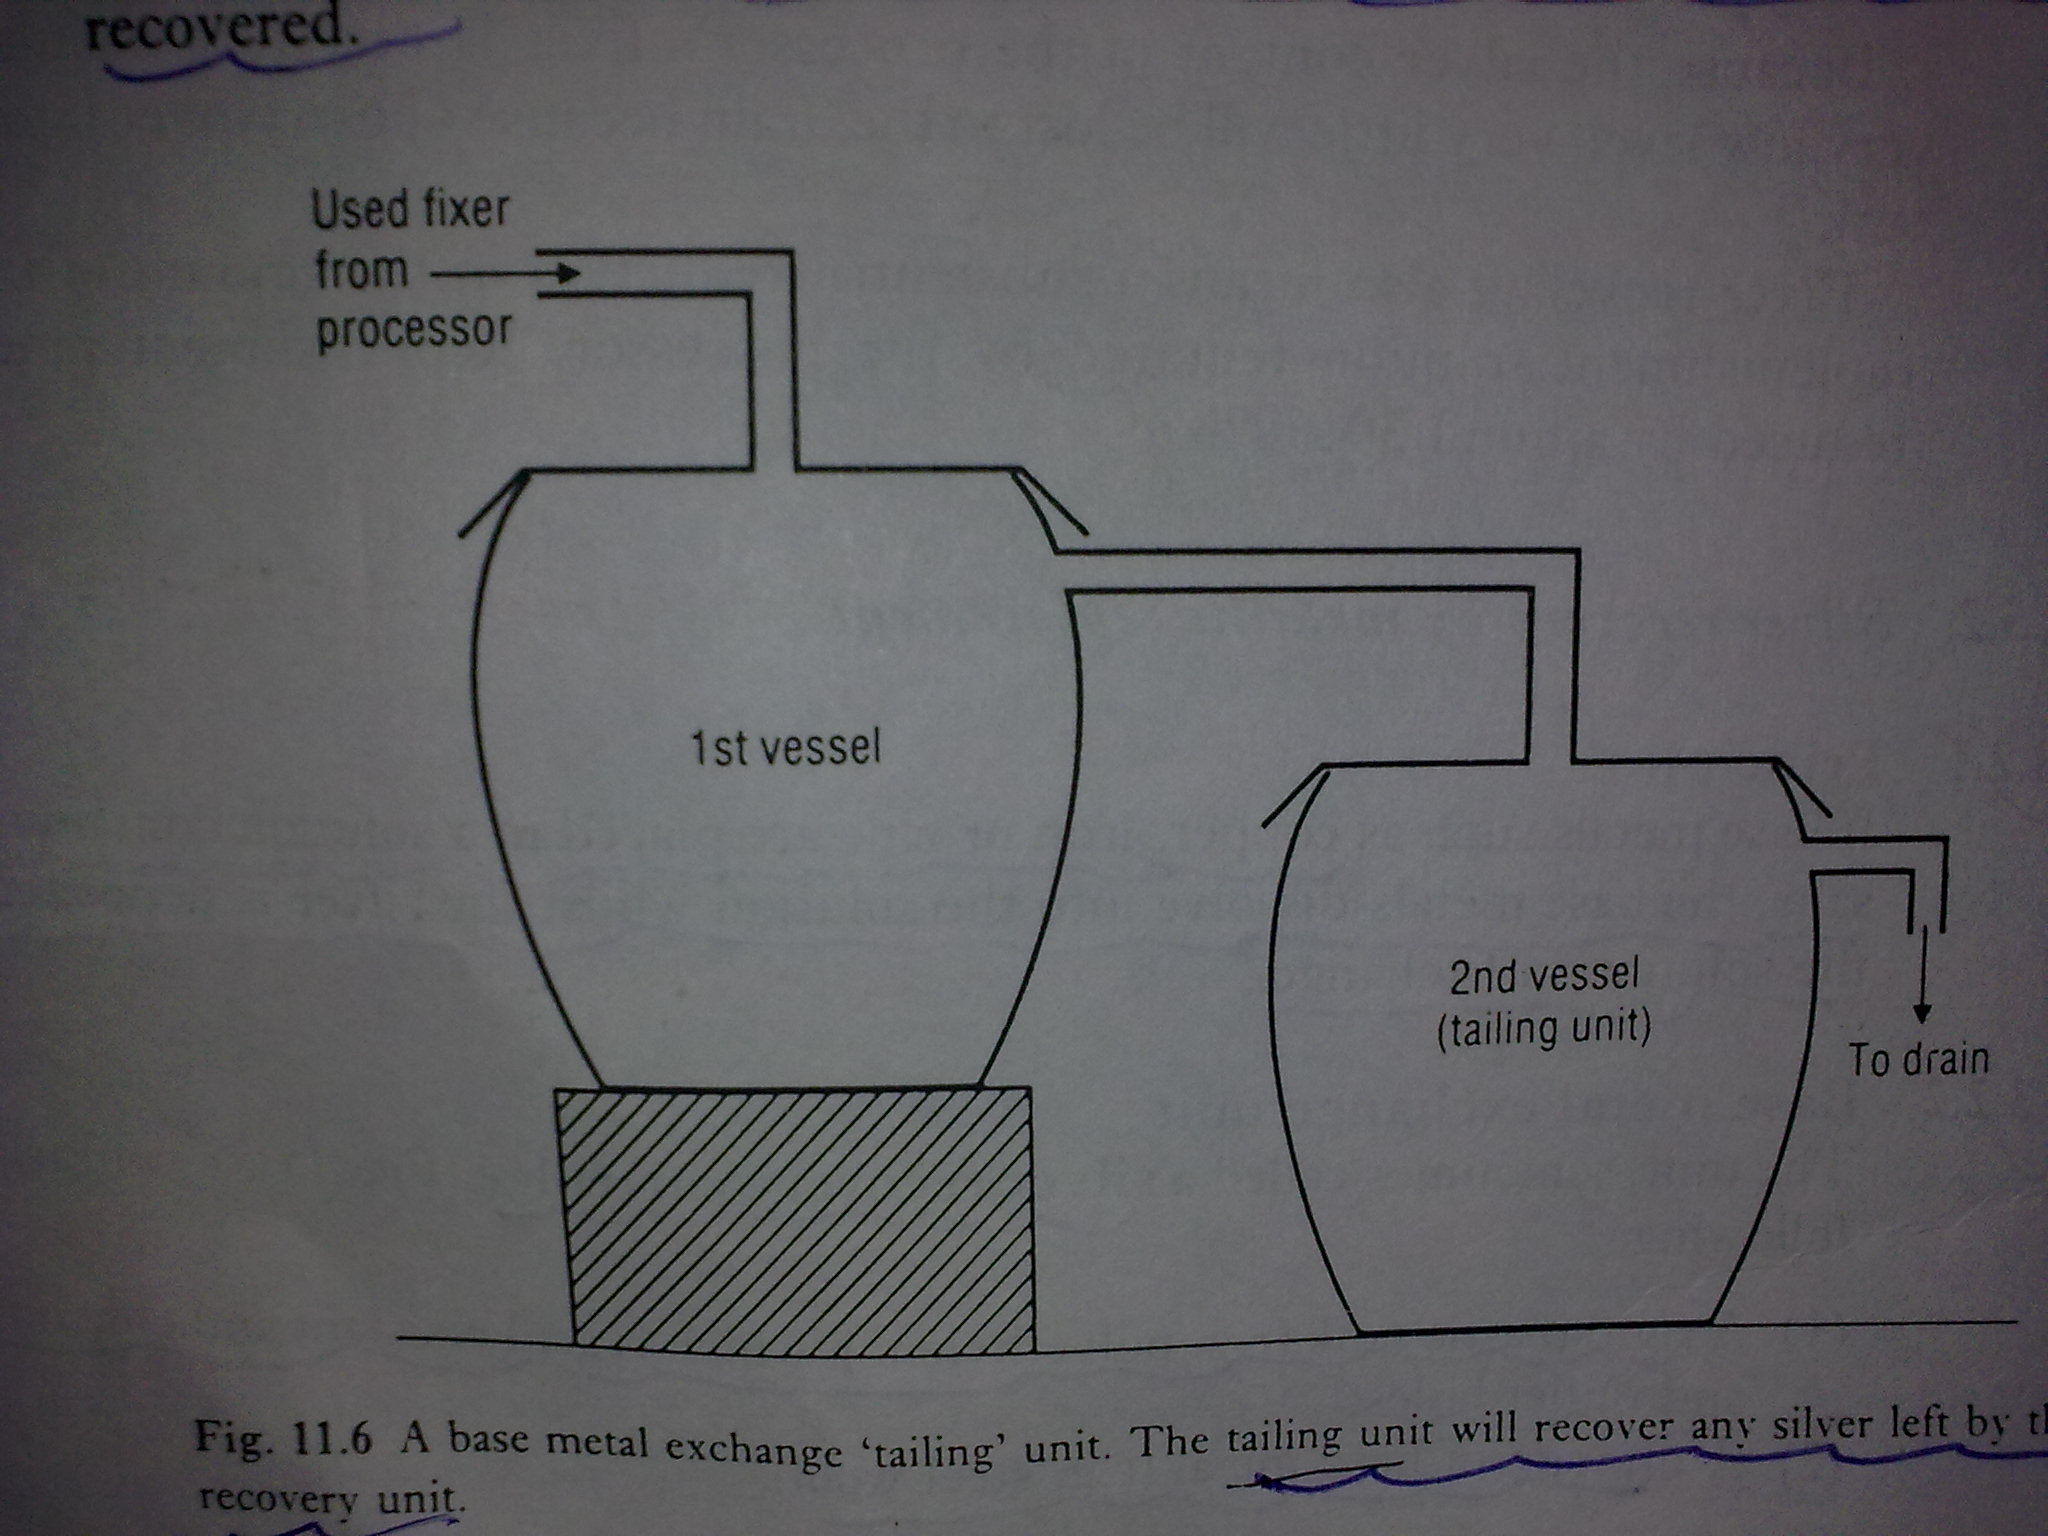 recovered.
Used fixer
from
processor
1st vessel
2nd vessel
(tailing unit)
To drain
Fig. 11.6 A base metal exchange ‘tailing’ unit. The tailing unit will recover any silver left by
recovery unit.